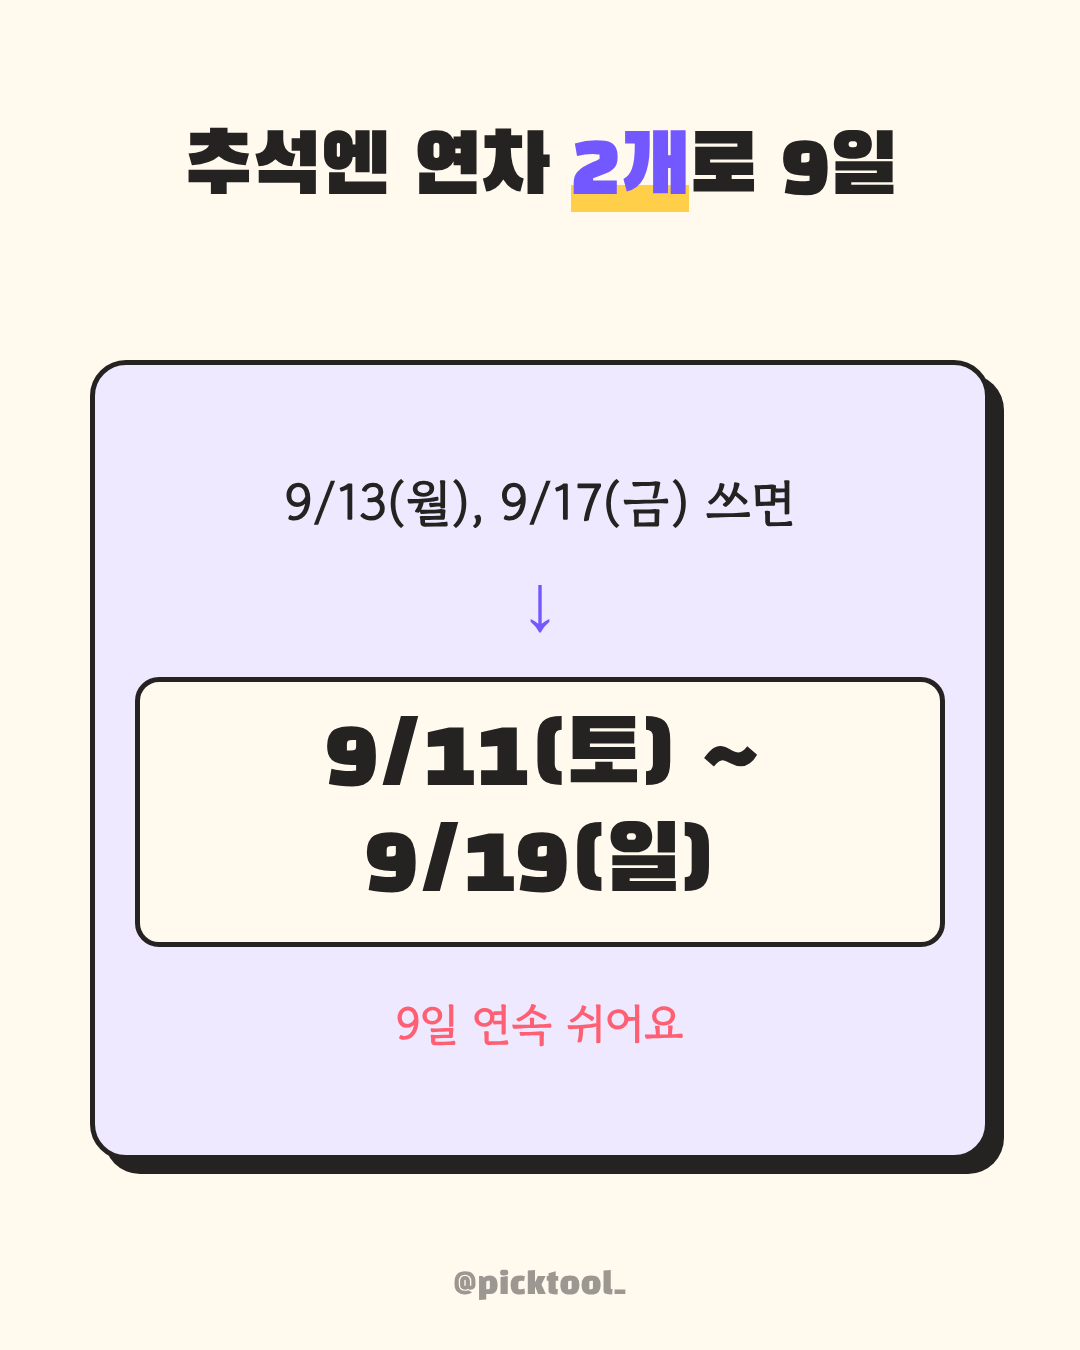 추석엔 연차 2개로 9일
9/13(월), 9/17(금) 쓰면
↓
9/11(토) ~
9/19(일)
9일 연속 쉬어요
@picktool_